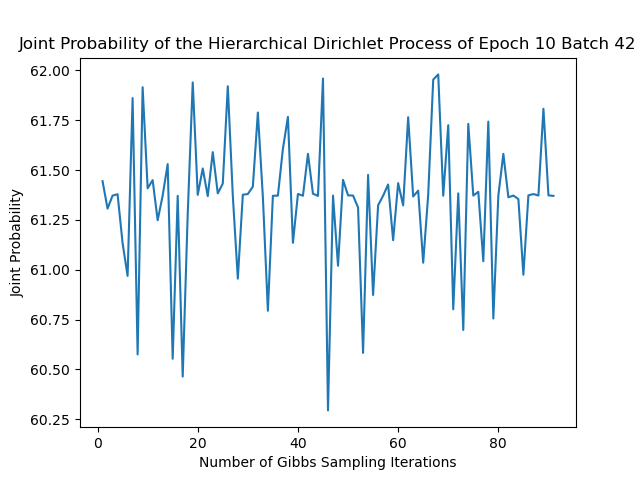 Joint Probability of the Hierarchical Dirichlet Process of Epoch 10 Batch 42
62.00
61.75
61.50
61.25
61.00
60.75
60.50
60.25
Joint Probability
0 20 40 60 80
Number of Gibbs Sampling Iterations